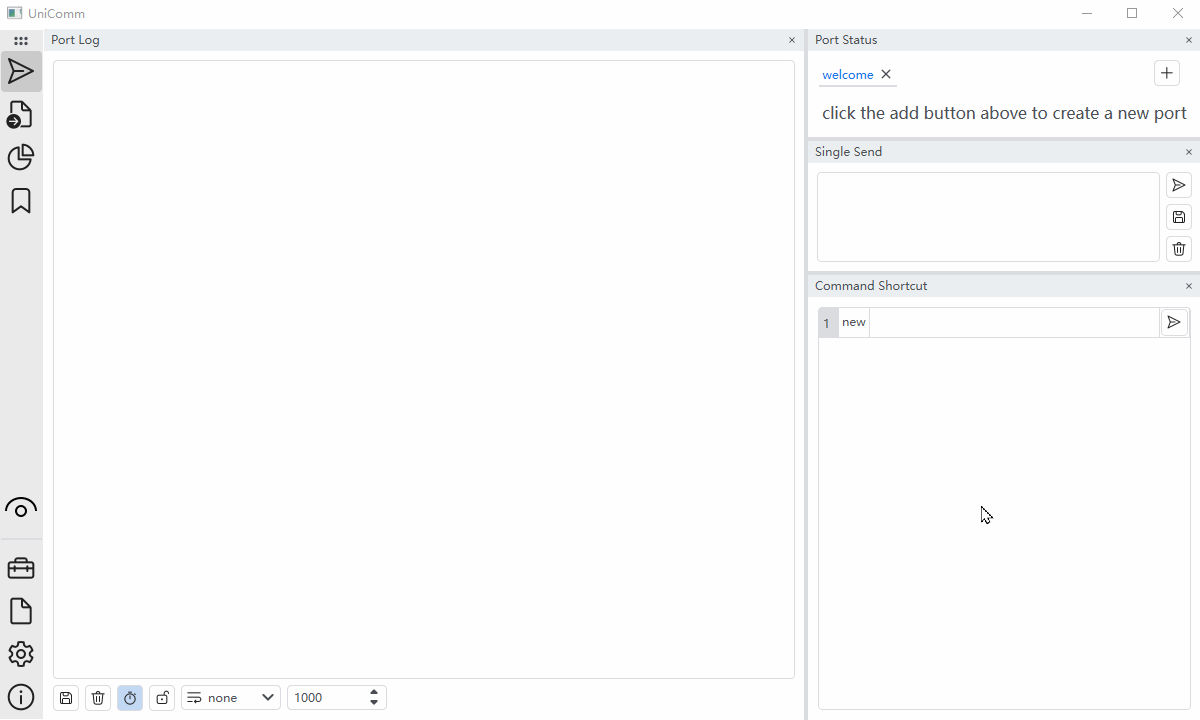 UniComm
Port Log
Port Status
welcome
click the add button above to create a new port
Single Send
Command Shortcut
1 new
none 1000